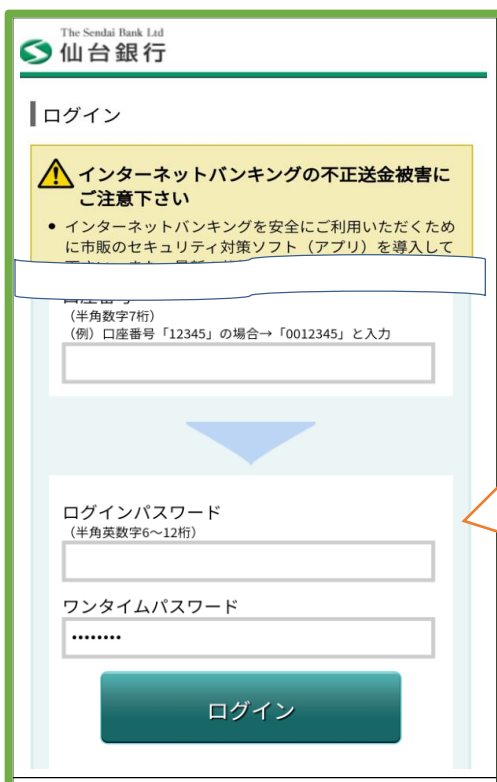 The Sendai Bank Ltd
仙台銀行
ログイン
インターネットバンキングの不正送金被害に
ご注意下さい
• インターネットバンキングを安全にご利用いただくため
に市販のセキュリティ対策ソフト（アプリ）を導入して
口座番号
（半角数字7桁）
（例）口座番号「12345」の場合→「0012345」と入力
ログインパスワード
（半角英数字6～12桁）
ワンタイムパスワード
••••••••
ログイン